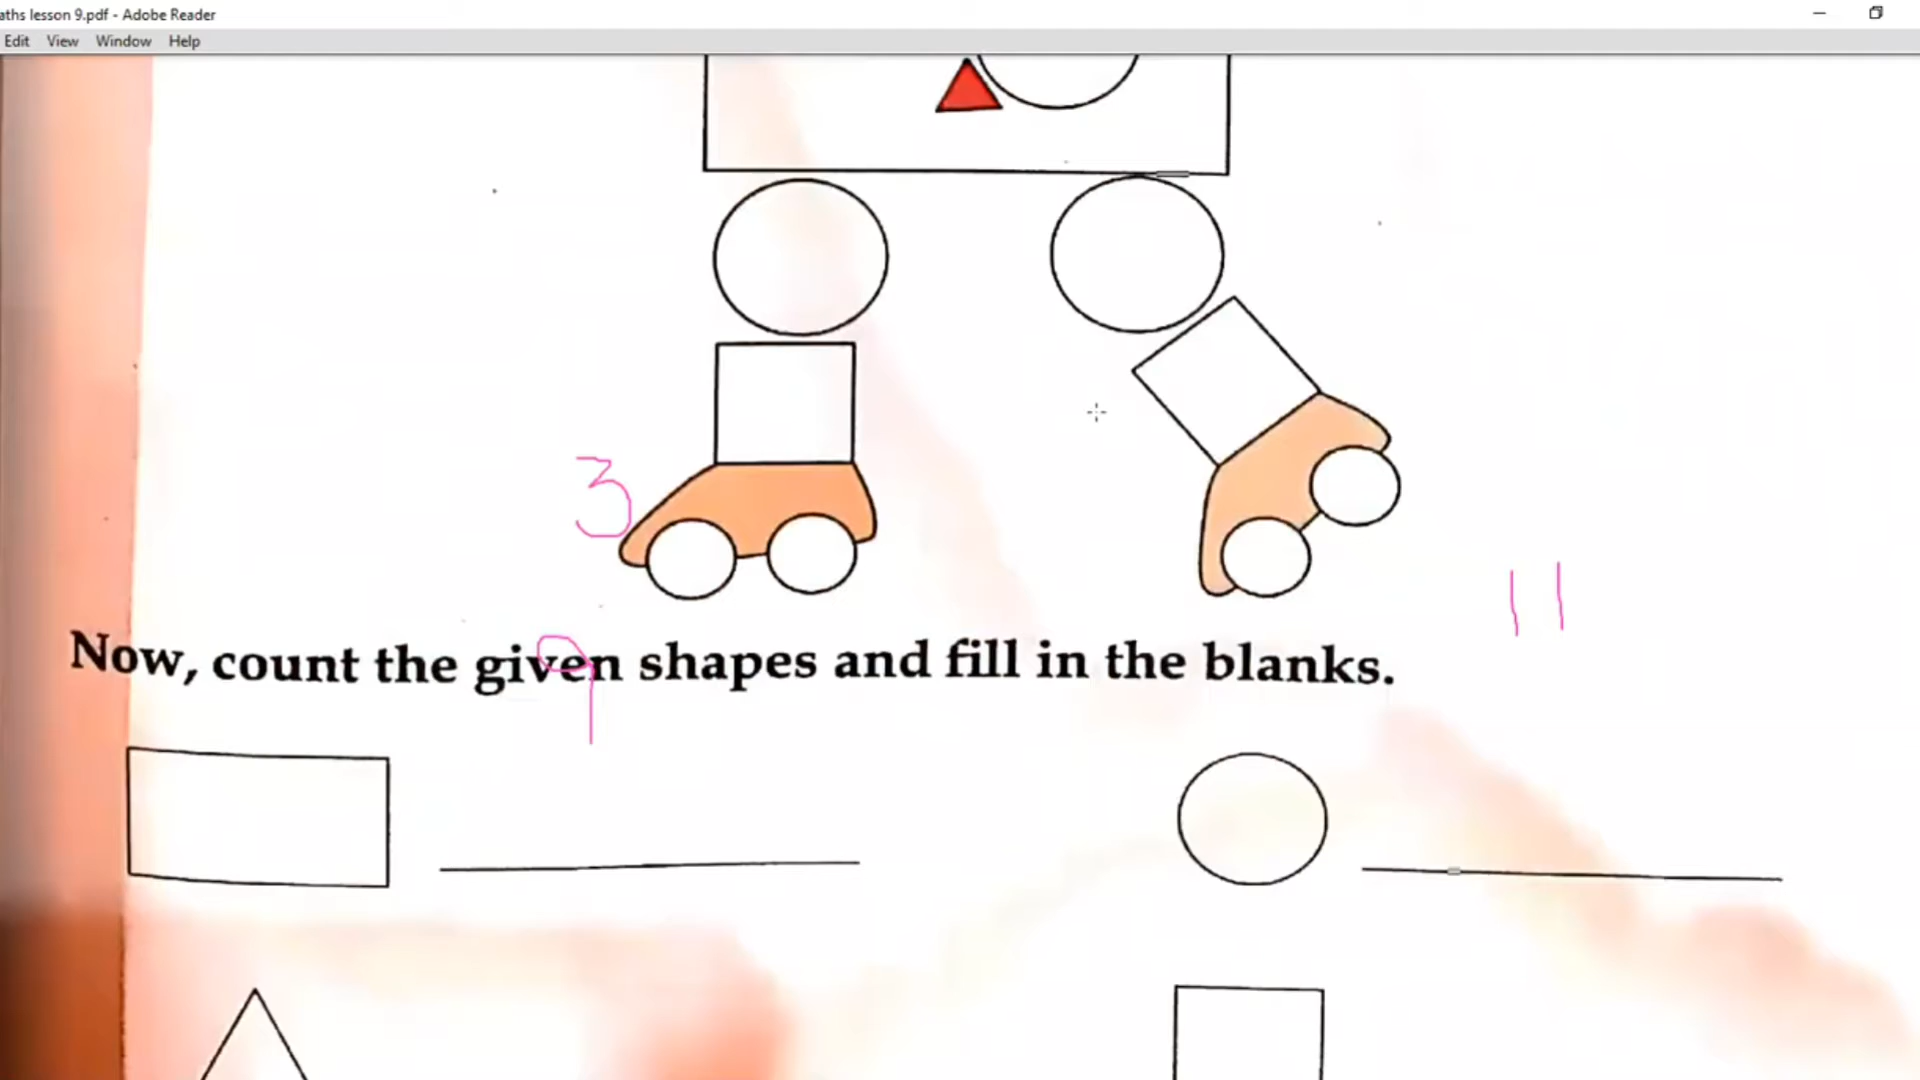 aths lesson 9.pdf - Adobe Reader
Edit View Window Help
3
11
9
Now, count the given shapes and fill in the blanks.